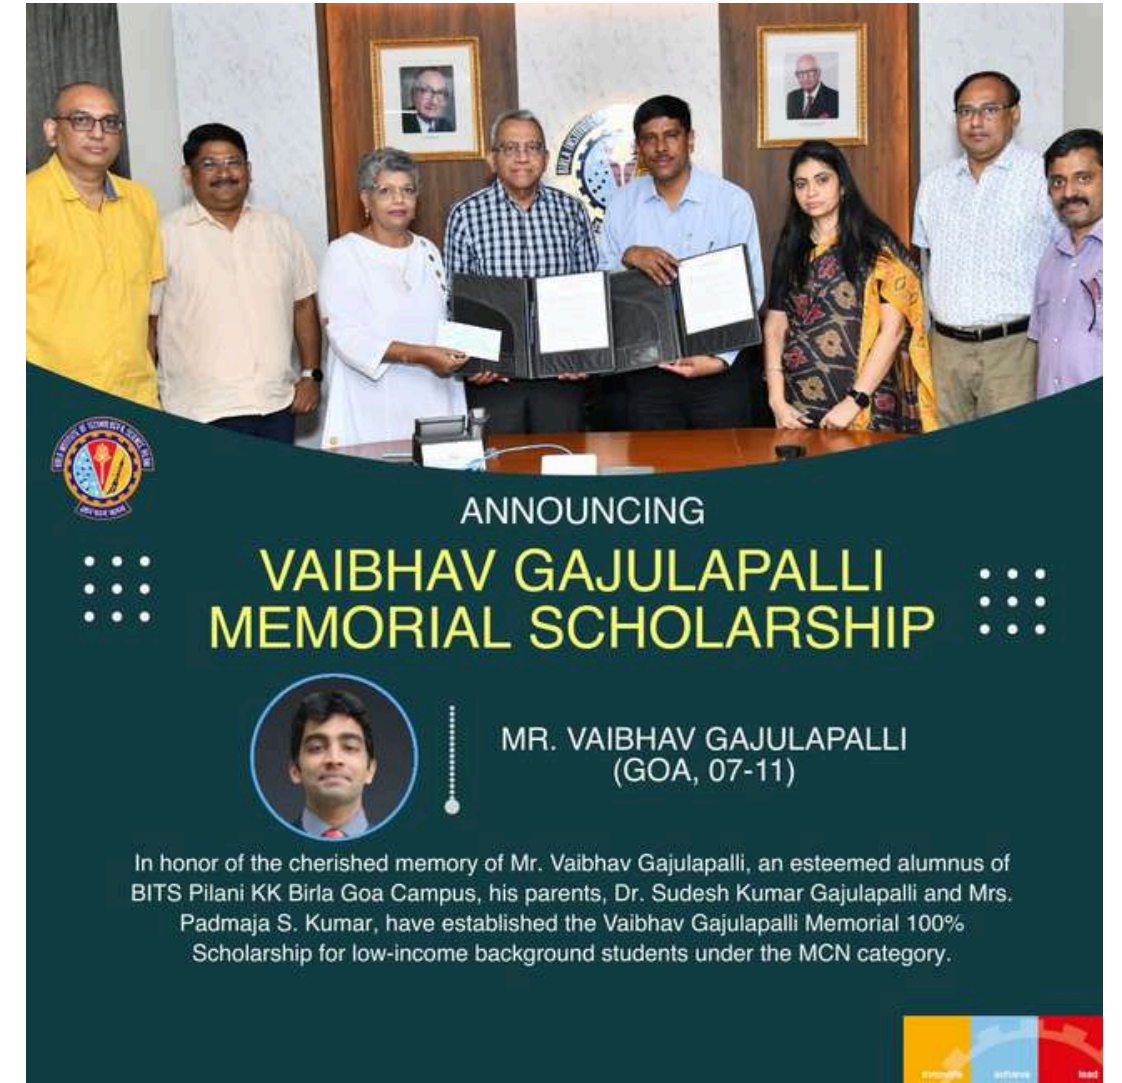 ANNOUNCING
VAIBHAV GAJULAPALLI
MEMORIAL SCHOLARSHIP
MR. VAIBHAV GAJULAPALLI
(GOA, 07-11)
In honor of the cherished memory of Mr. Vaibhav Gajulapalli, an esteemed alumnus of
BITS Pilani KK Birla Goa Campus, his parents, Dr. Sudesh Kumar Gajulapalli and Mrs.
Padmaja S. Kumar, have established the Vaibhav Gajulapalli Memorial 100%
Scholarship for low-income background students under the MCN category.
innovate achieve lead